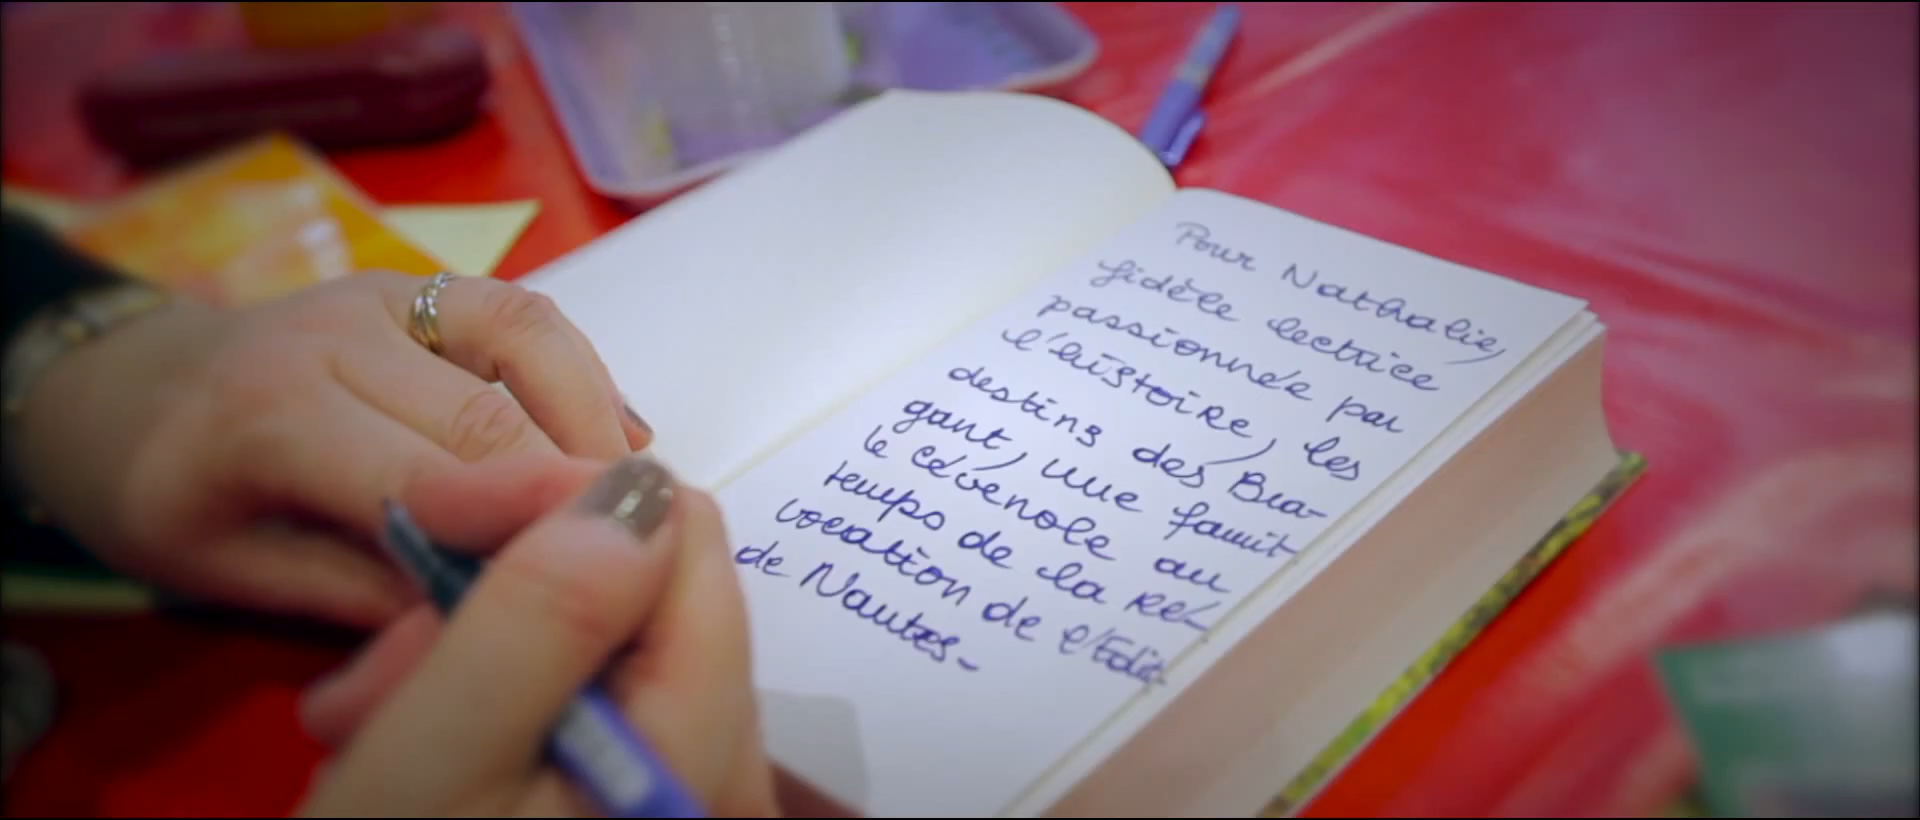 Pour Nathalie,
fidèle lectrice
passionnée par
l'histoire, les
destins des Bra-
gant, une famil-
le cévenole au
temps de la Ré-
vocation de l'Edit
de Nantes-